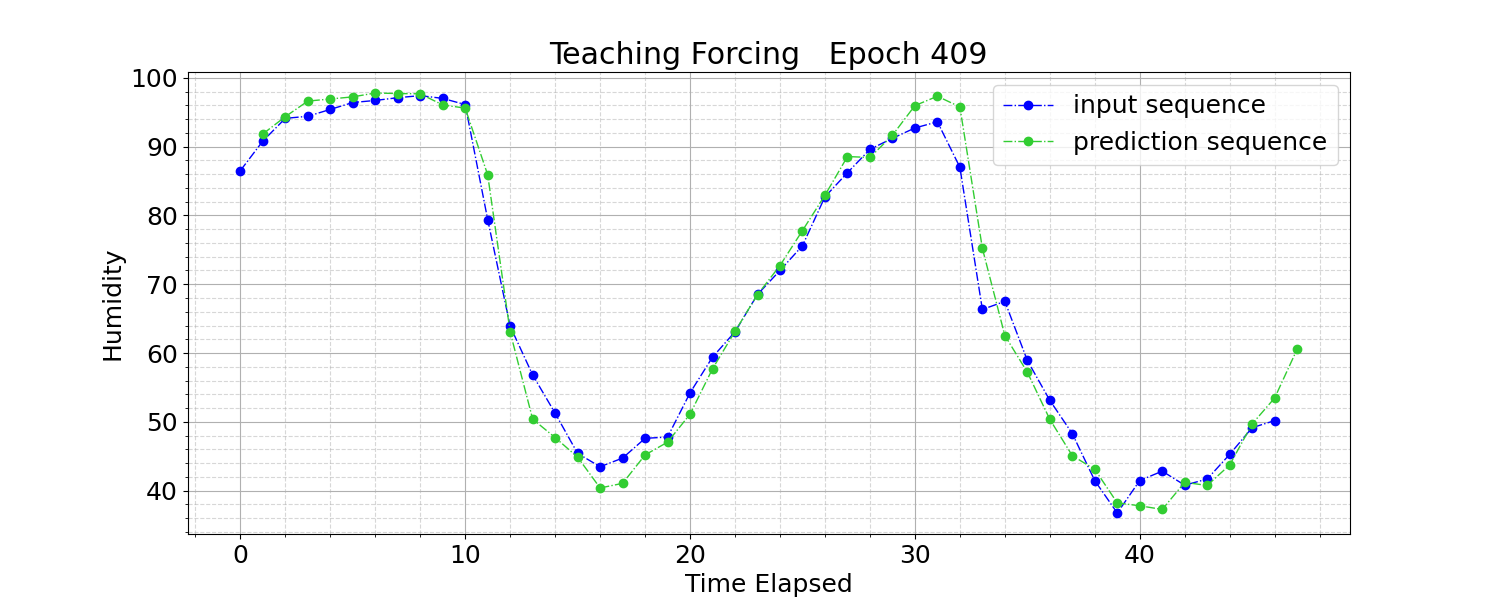 Teaching Forcing   Epoch 409
100
90
80
70
60
50
40
Humidity
input sequence
prediction sequence
0 10 20 30 40
Time Elapsed